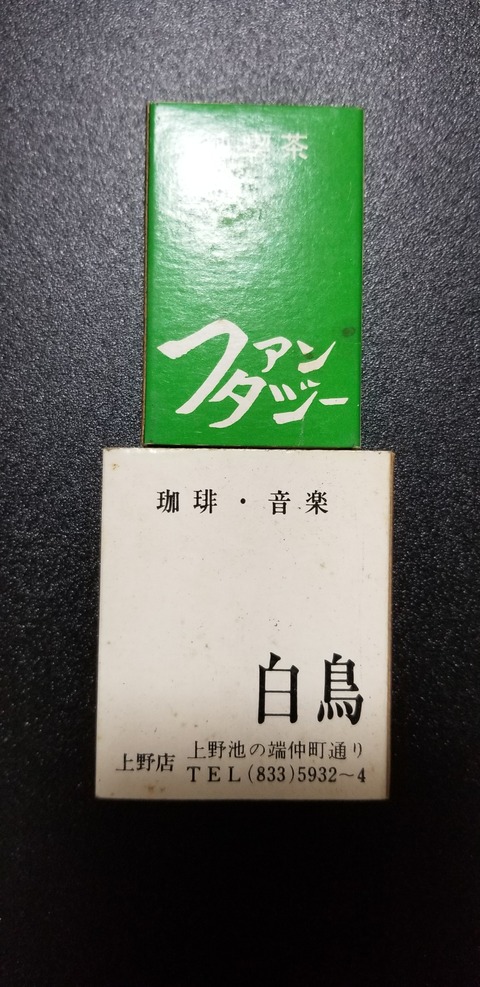 喫茶
ファンタジー
珈琲・音楽
白鳥
上野店 上野池の端仲町通り
TEL(833)5932~4